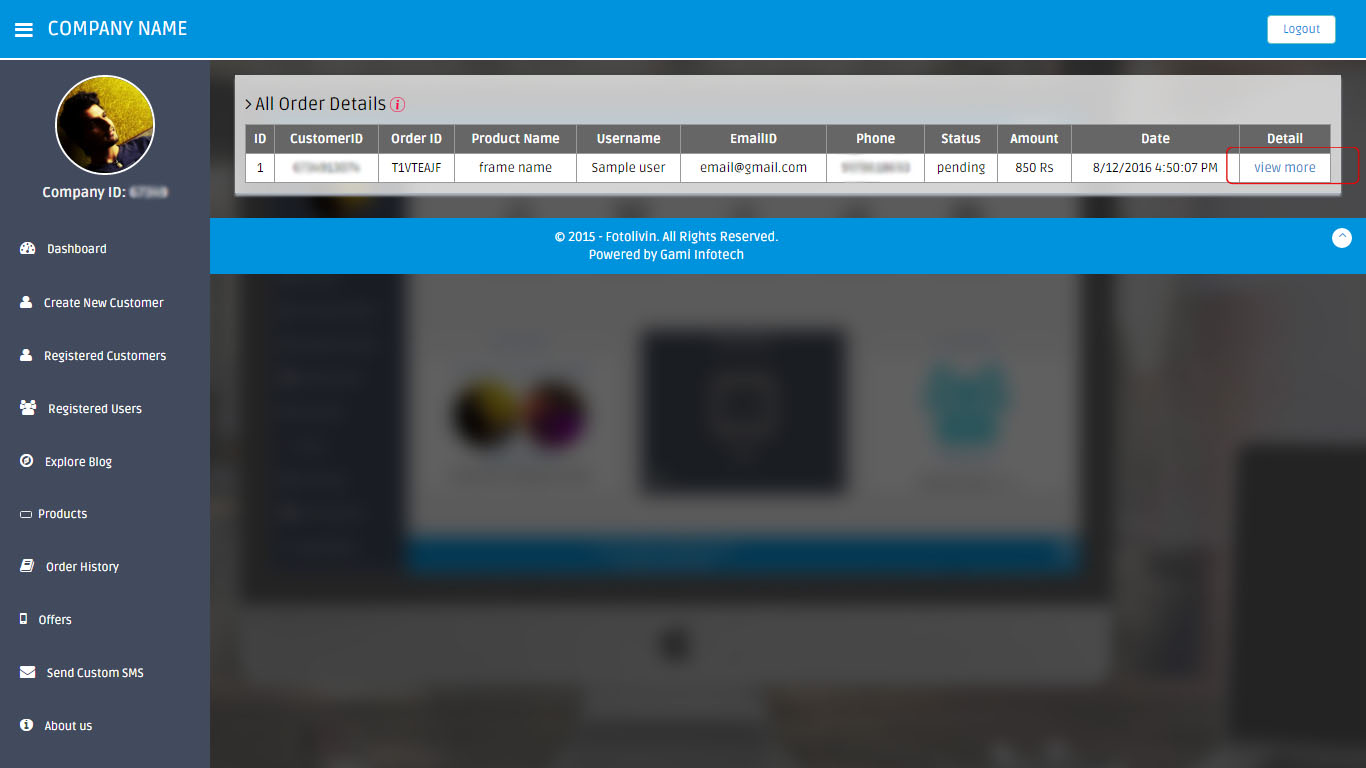 COMPANY NAME
Logout
Company ID:
Dashboard
Create New Customer
Registered Customers
Registered Users
Explore Blog
Products
Order History
Offers
Send Custom SMS
About us
All Order Details
ID CustomerID Order ID Product Name Username EmailID Phone Status Amount Date Detail
1 T1VTEAJF frame name Sample user email@gmail.com pending 850 Rs 8/12/2016 4:50:07 PM view more
© 2015 - Fotolivin. All Rights Reserved.
Powered by Gami Infotech